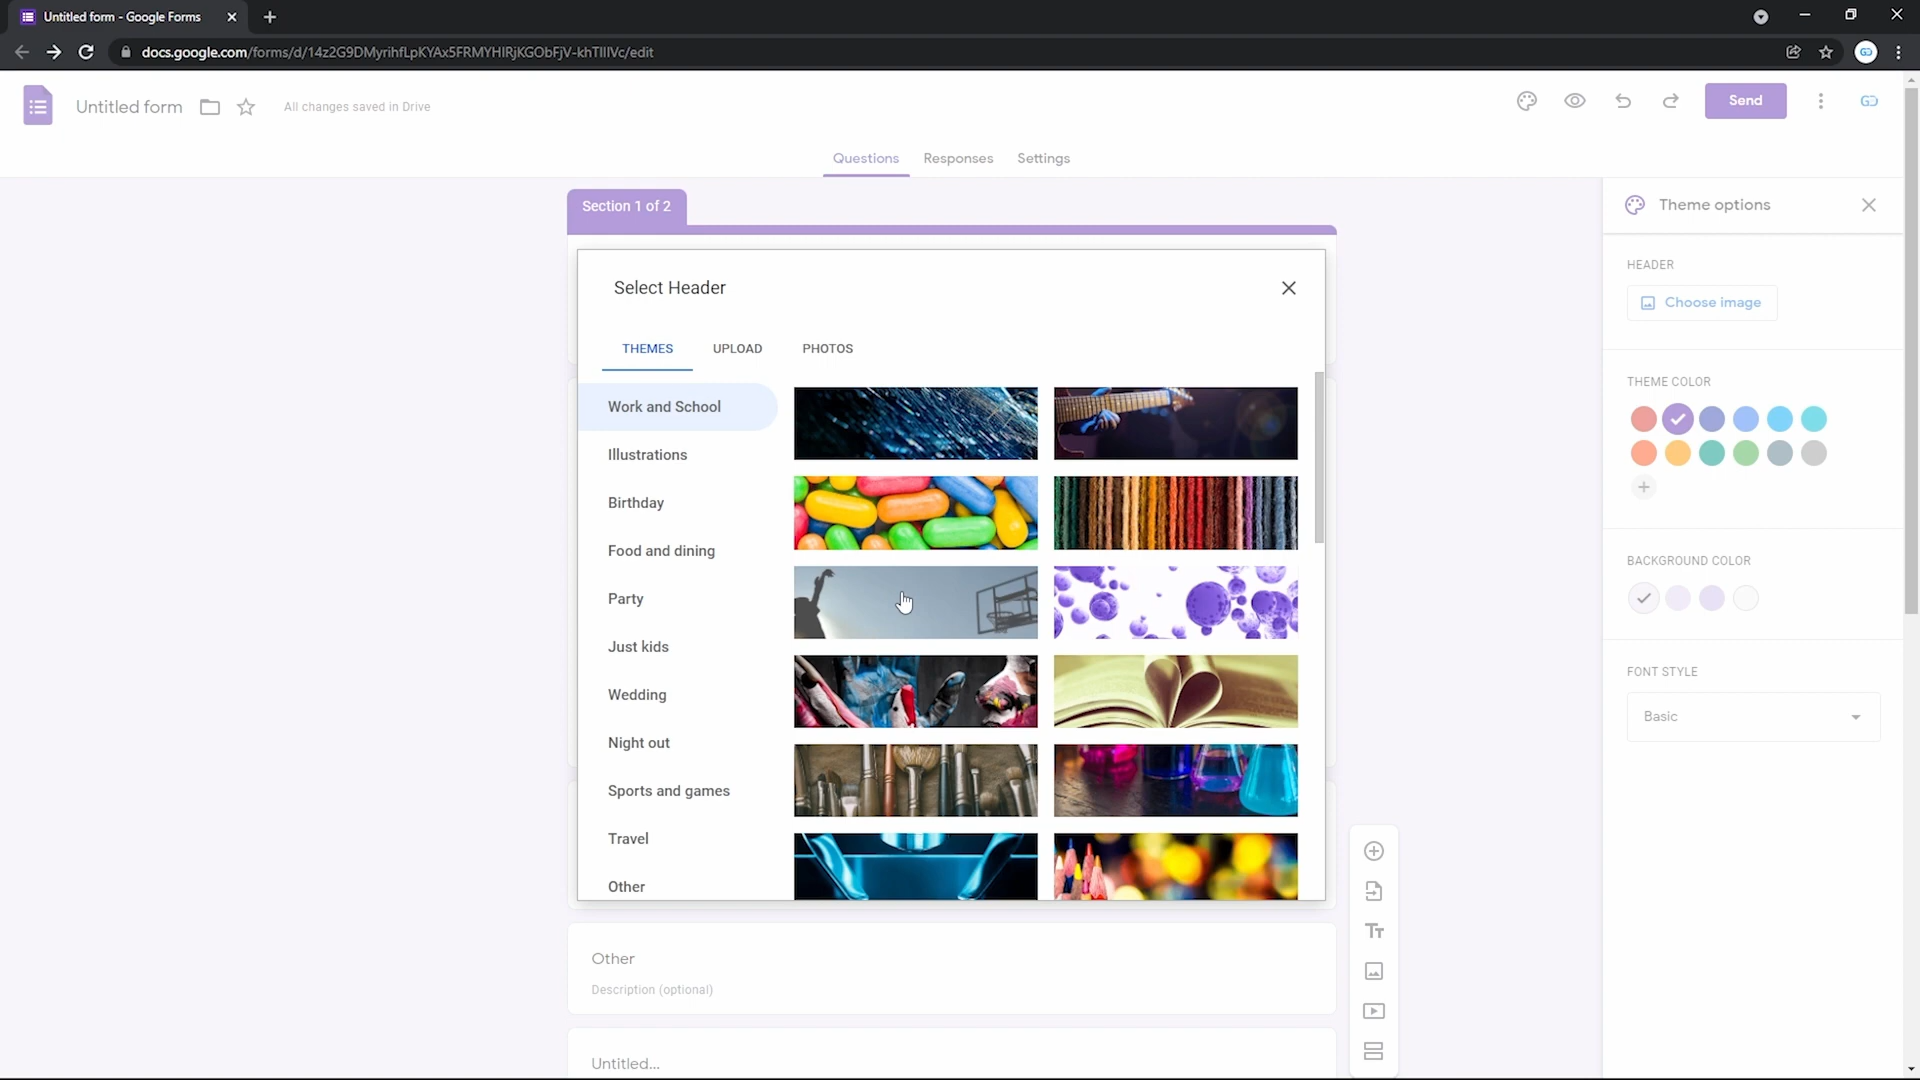 Untitled form - Google Forms
docs.google.com/forms/d/14z2G9DMyrihfLpKYAx5FRMYHIRjKGObFjV-khTIIIVc/edit
Untitled form
All changes saved in Drive
Send
Questions
Responses
Settings
Section 1 of 2
Theme options
Select Header
HEADER
Choose image
THEMES
UPLOAD
PHOTOS
THEME COLOR
Work and School
Illustrations
Birthday
Food and dining
Party
Just kids
Wedding
Night out
Sports and games
Travel
Other
BACKGROUND COLOR
FONT STYLE
Basic
Other
Description (optional)
Untitled...